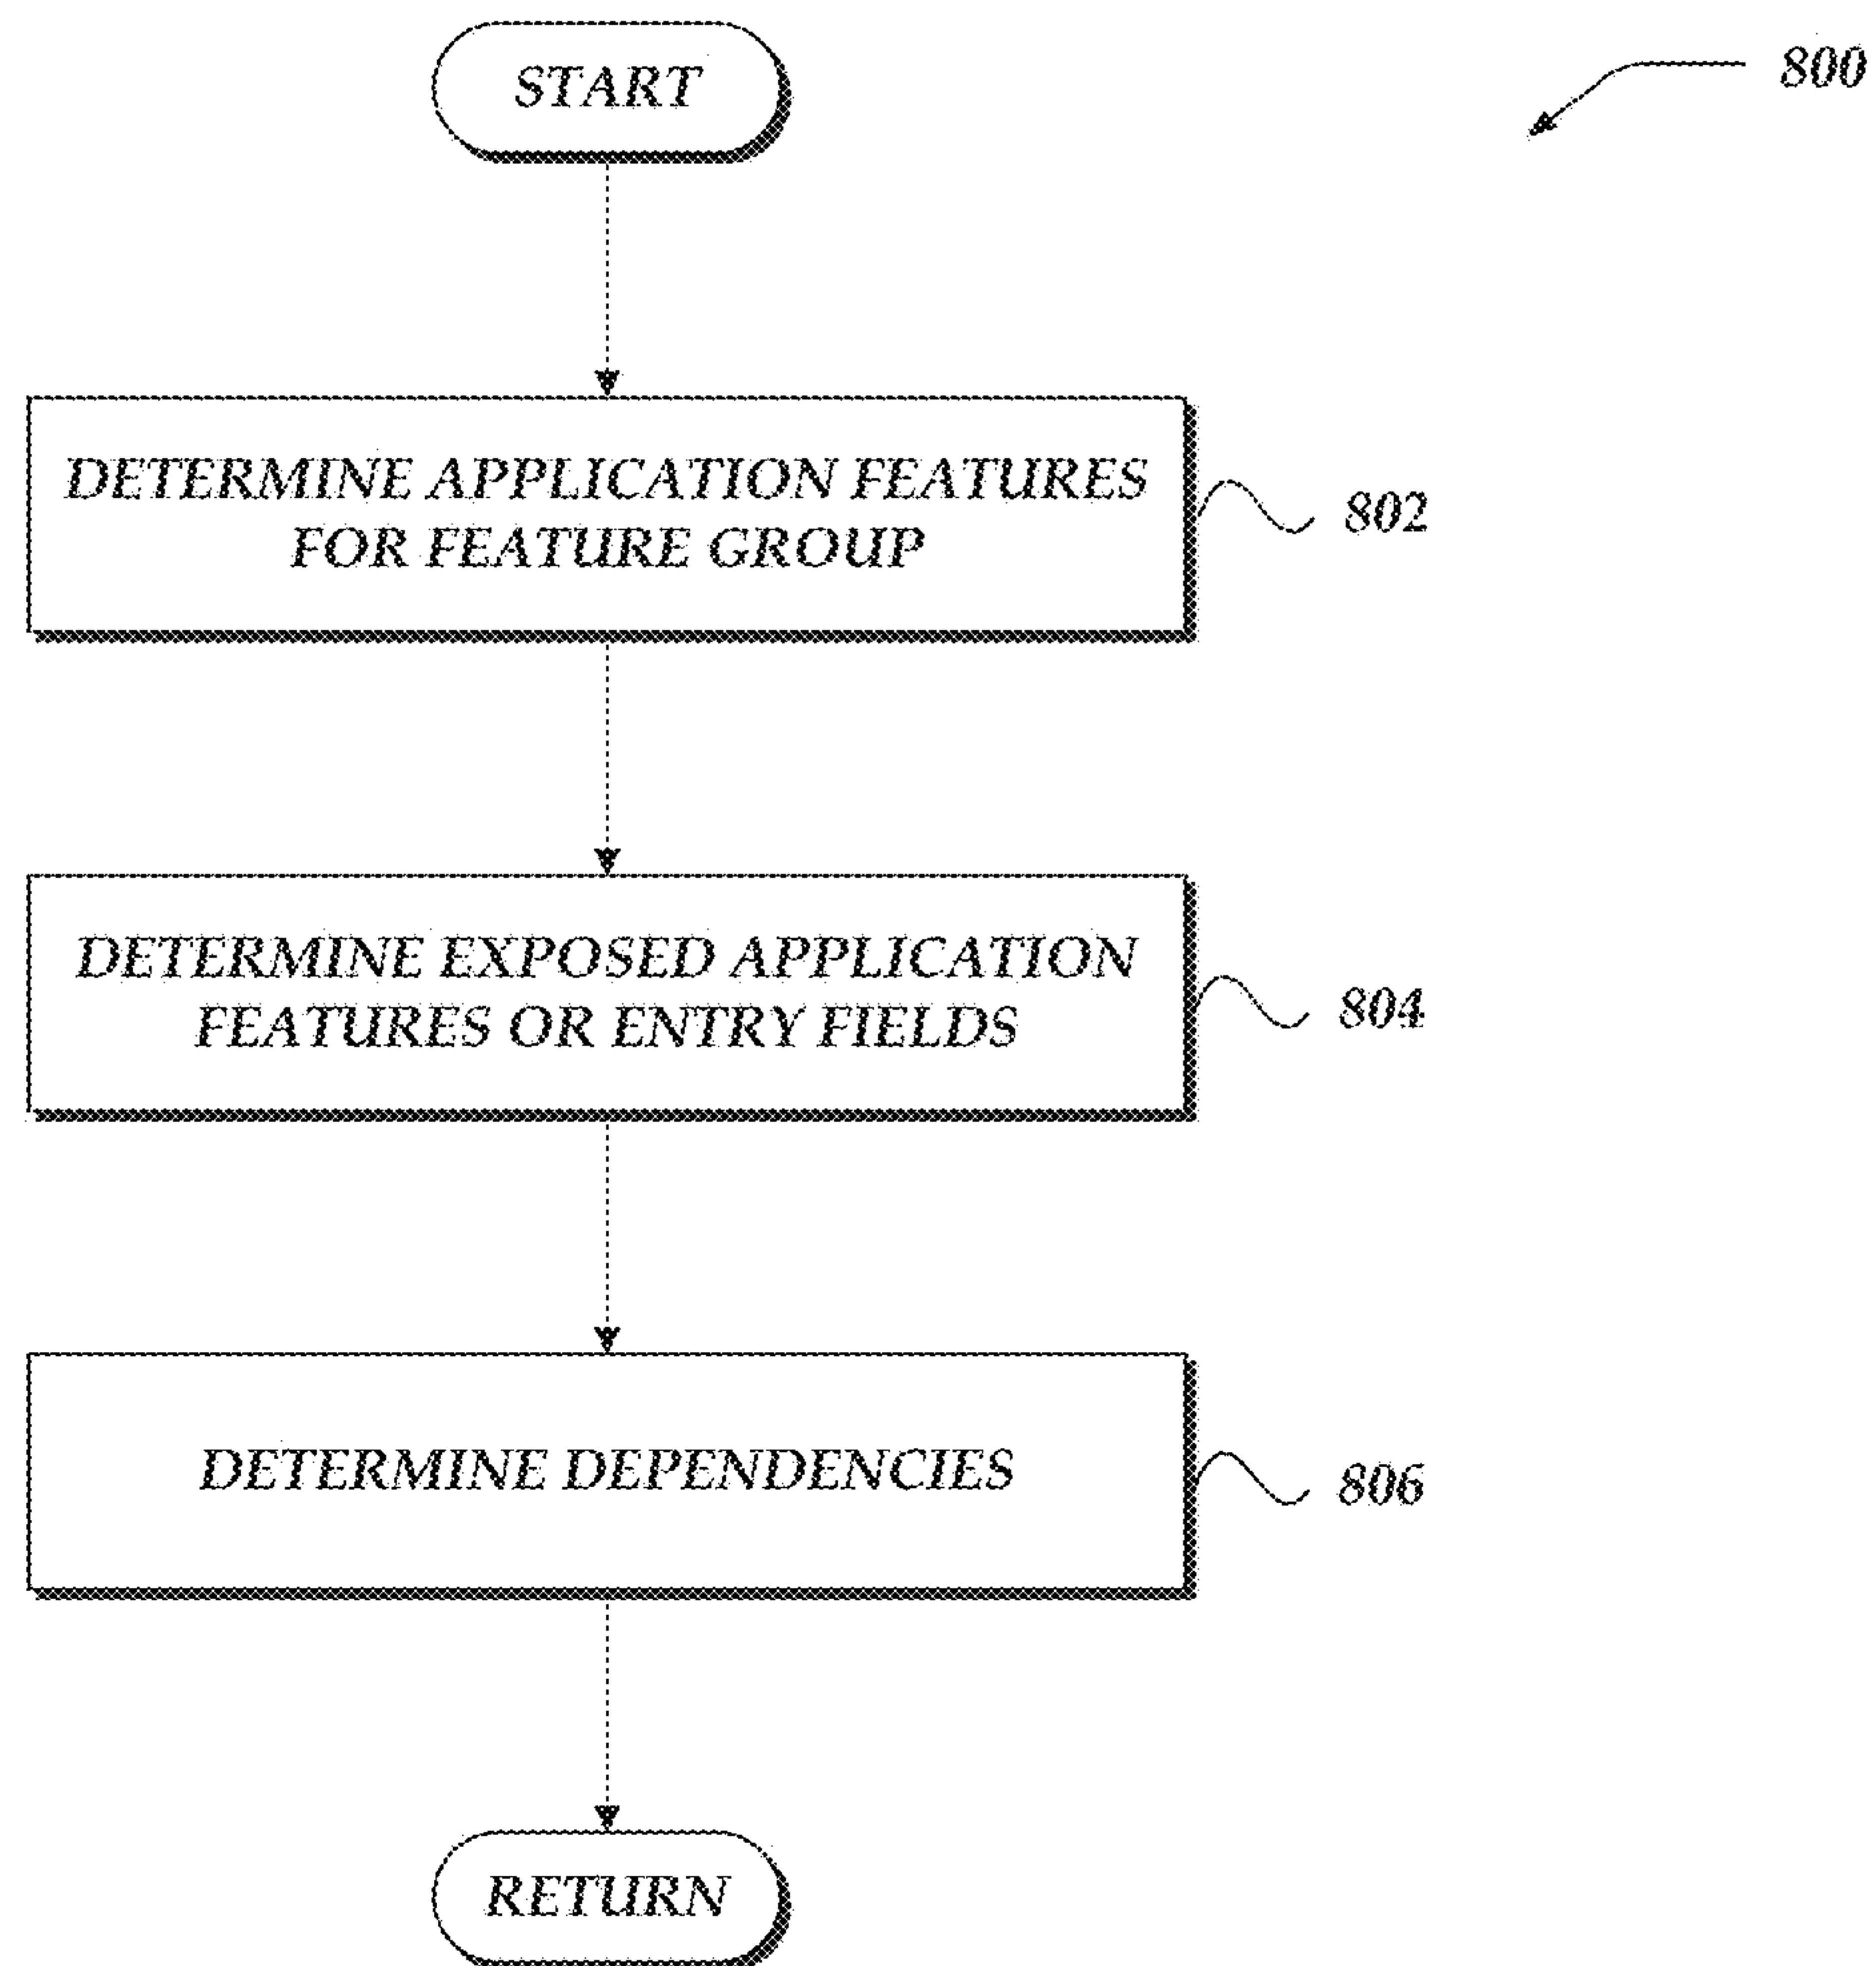 START
800
DETERMINE APPLICATION FEATURES
FOR FEATURE GROUP
802
DETERMINE EXPOSED APPLICATION
FEATURES OR ENTRY FIELDS
804
DETERMINE DEPENDENCIES
806
RETURN